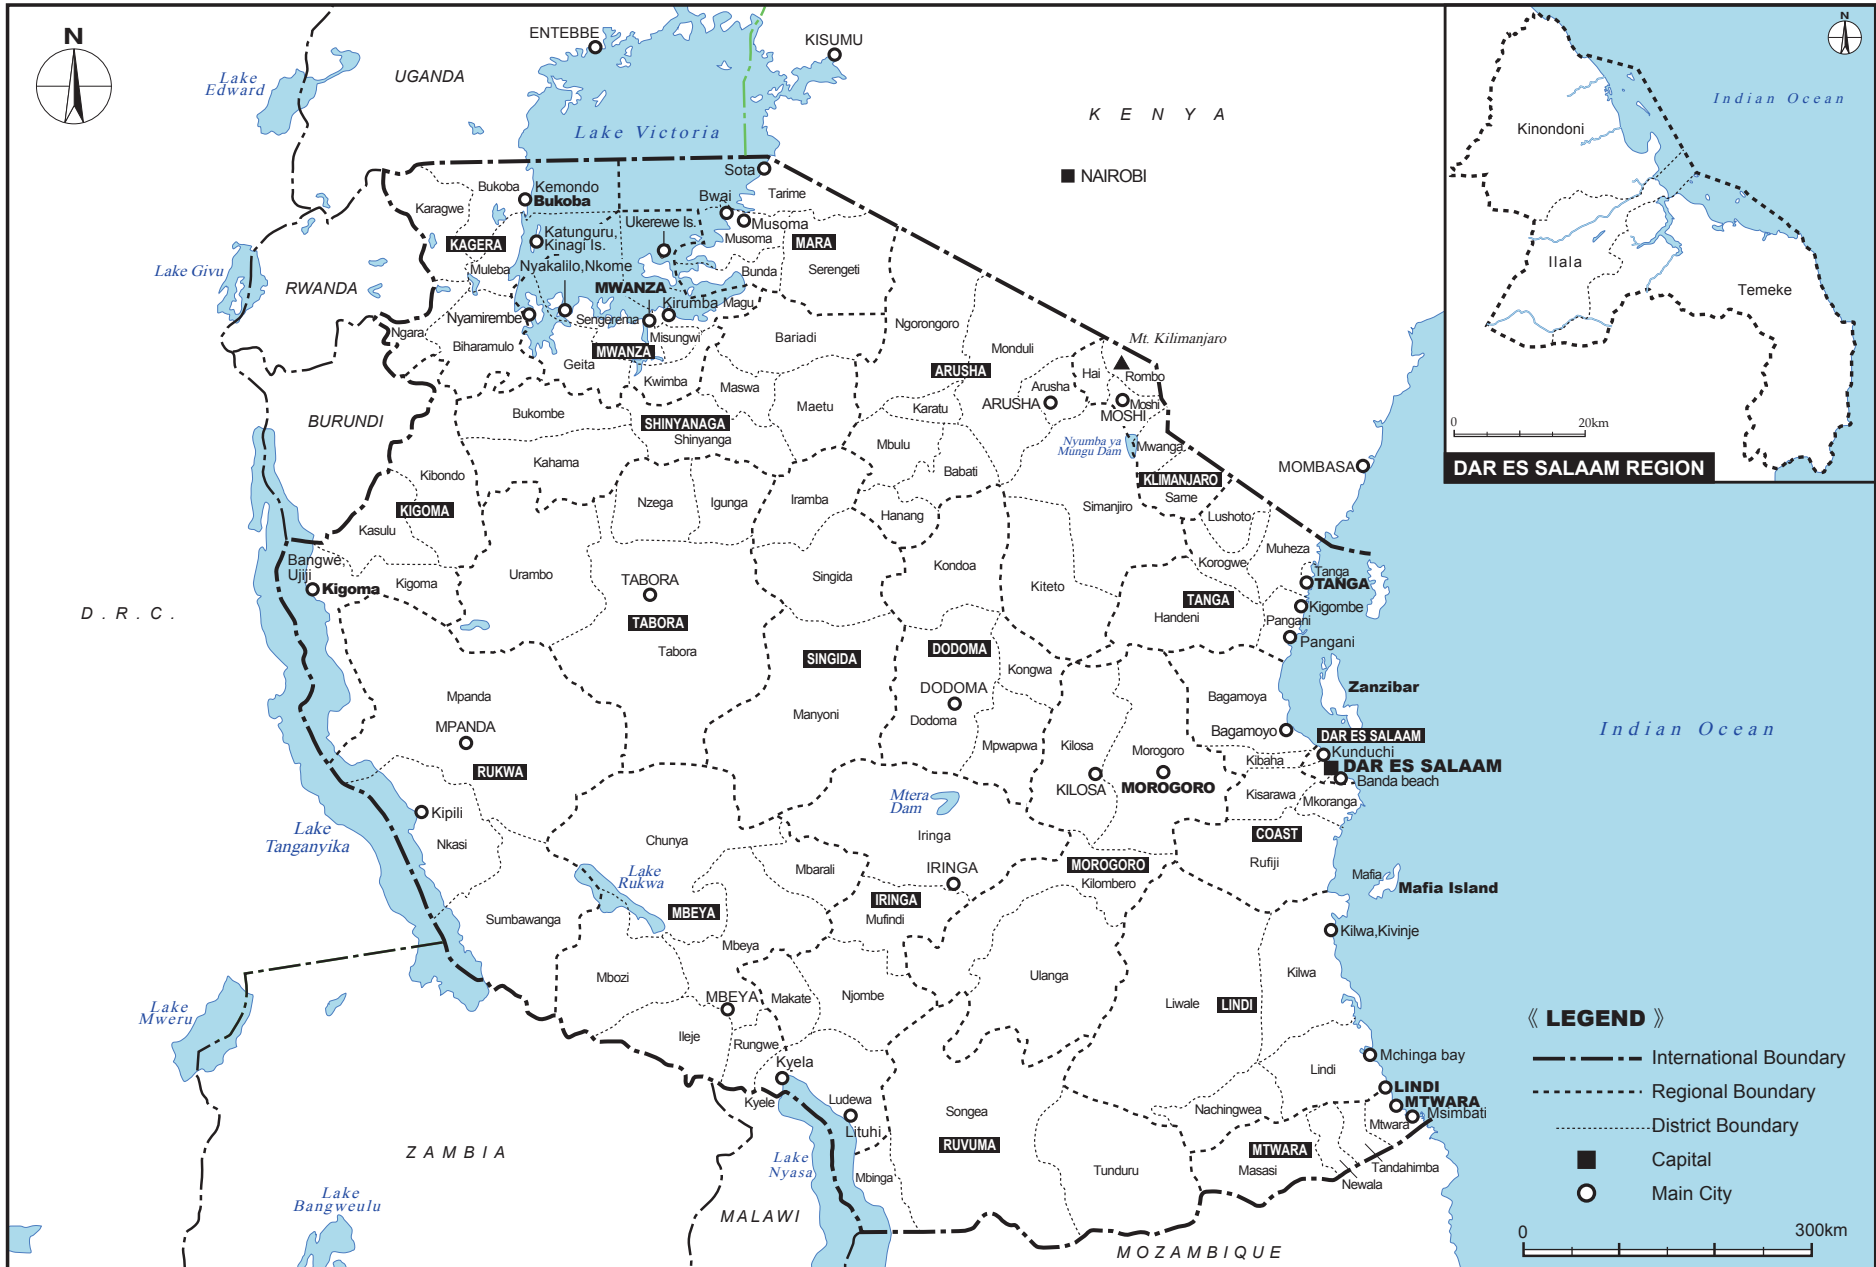 N
ENTEBBE
KISUMU
UGANDA
Lake
Edward
Lake Victoria
KENYA
NAIROBI
N
Indian Ocean
Kinondoni
Ilala
Temeke
0
20km
DAR ES SALAAM REGION
Sota
Bukoba
Kemondo
Bukoba
Karagwe
Bwai
Tarime
Musoma
Musoma
Ukerewe Is.
Katunguru,
Kinagi Is.
KAGERA
MARA
Muleba
Nyakalilo,Nkome
Bunda
Serengeti
Lake Givu
RWANDA
MWANZA
Kirumba
Magu
Nyamirembe
Sengerema
Ngara
Misungwi
Biharamulo
MWANZA
Geita
Bariadi
Ngorongoro
Monduli
Mt. Kilimanjaro
ARUSHA
Hai
Rombo
Kwimba
Maswa
Arusha
ARUSHA
Moshi
MOSHI
Maetu
Karatu
BURUNDI
Bukombe
SHINYANAGA
Shinyanga
Mbulu
Nyumba ya
Mungu Dam
Mwanga
Kahama
Babati
MOMBASA
Kibondo
KLIMANJARO
Same
Nzega
Igunga
Iramba
KIGOMA
Hanang
Simanjiro
Lushoto
Kasulu
Muheza
Bangwe,
Ujiji
Kigoma
Kigoma
Urambo
TABORA
Singida
Kondoa
Korogwe
Tanga
TANGA
Kiteto
D.R.C.
TANGA
Kigombe
Handeni
Pangani
Pangani
TABORA
Tabora
SINGIDA
DODOMA
Kongwa
Mpanda
DODOMA
Dodoma
Bagamoya
Zanzibar
Manyoni
MPANDA
Bagamoyo
DAR ES SALAAM
Indian Ocean
Mpwapwa
Kilosa
Morogoro
Kunduchi
Kibaha
DAR ES SALAAM
RUKWA
Banda beach
KILOSA
MOROGORO
Kisarawa
Mkoranga
Mtera
Dam
Kipili
Lake
Tanganyika
Nkasi
Chunya
Iringa
COAST
Rufiji
Mbarali
MOROGORO
Kilombero
Lake
Rukwa
IRINGA
Mafia
Mafia Island
IRINGA
MBEYA
Mufindi
Sumbawanga
Kilwa,Kivinje
Mbeya
Mbozi
Ulanga
Kilwa
MBEYA
Makate
Njombe
Liwale
LINDI
Lake
Mweru
Ileje
Rungwe
Kyela
Mchinga bay
Lindi
Kyele
Ludewa
LINDI
MTWARA
Msimbati
Lituhi
Songea
Nachingwea
Mtwara
RUVUMA
MTWARA
Masasi
Tandahimba
Newala
ZAMBIA
Lake
Nyasa
Mbinga
Tunduru
Lake
Bangweulu
MALAWI
MOZAMBIQUE
《 LEGEND 》
International Boundary
Regional Boundary
District Boundary
Capital
Main City
0
300km